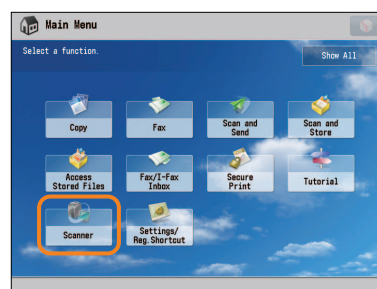 Main Menu
Select a function.
Show All
Copy
Fax
Scan and
Send
Scan and
Store
Access
Stored Files
Fax/I-Fax
Inbox
Secure
Print
Tutorial
Scanner
Settings/
Reg.Shortcut